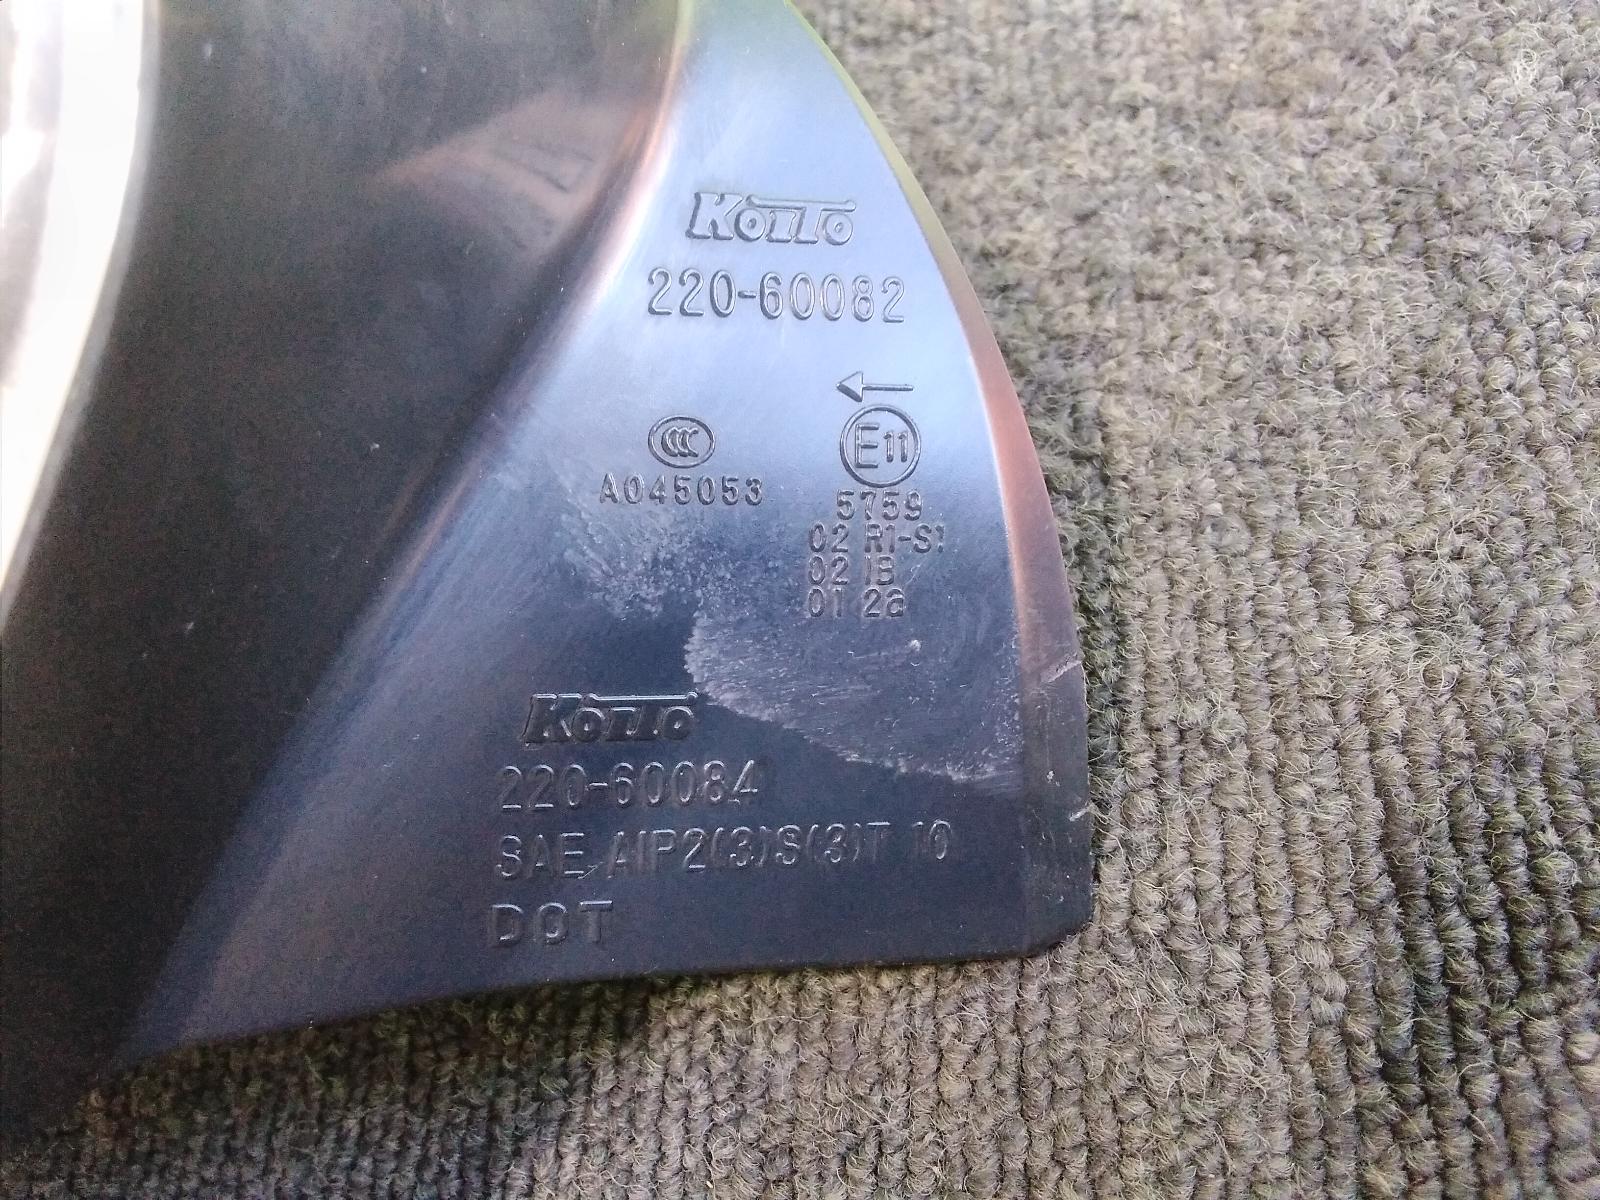 KOITO
220-60082
CCC
A045053
E11
5759
02 R1-S1
02 IB
01 2a
KOITO
220-60084
SAE AIP2(3)S(3)T 10
DOT